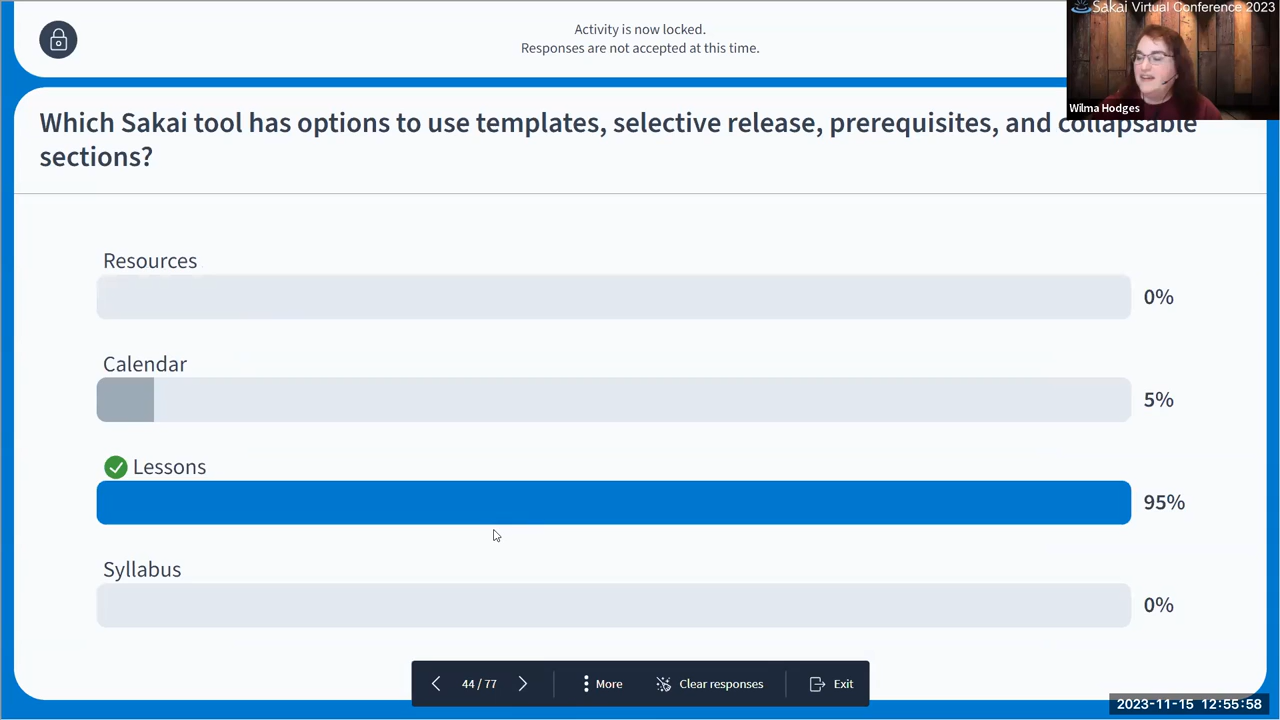 Activity is now locked.
Responses are not accepted at this time.
Sakai Virtual Conference 2023
Wilma Hodges
Which Sakai tool has options to use templates, selective release, prerequisites, and collapsable
sections?
Resources
0%
Calendar
5%
Lessons
95%
Syllabus
0%
44 / 77
More
Clear responses
Exit
2023-11-15 12:55:58